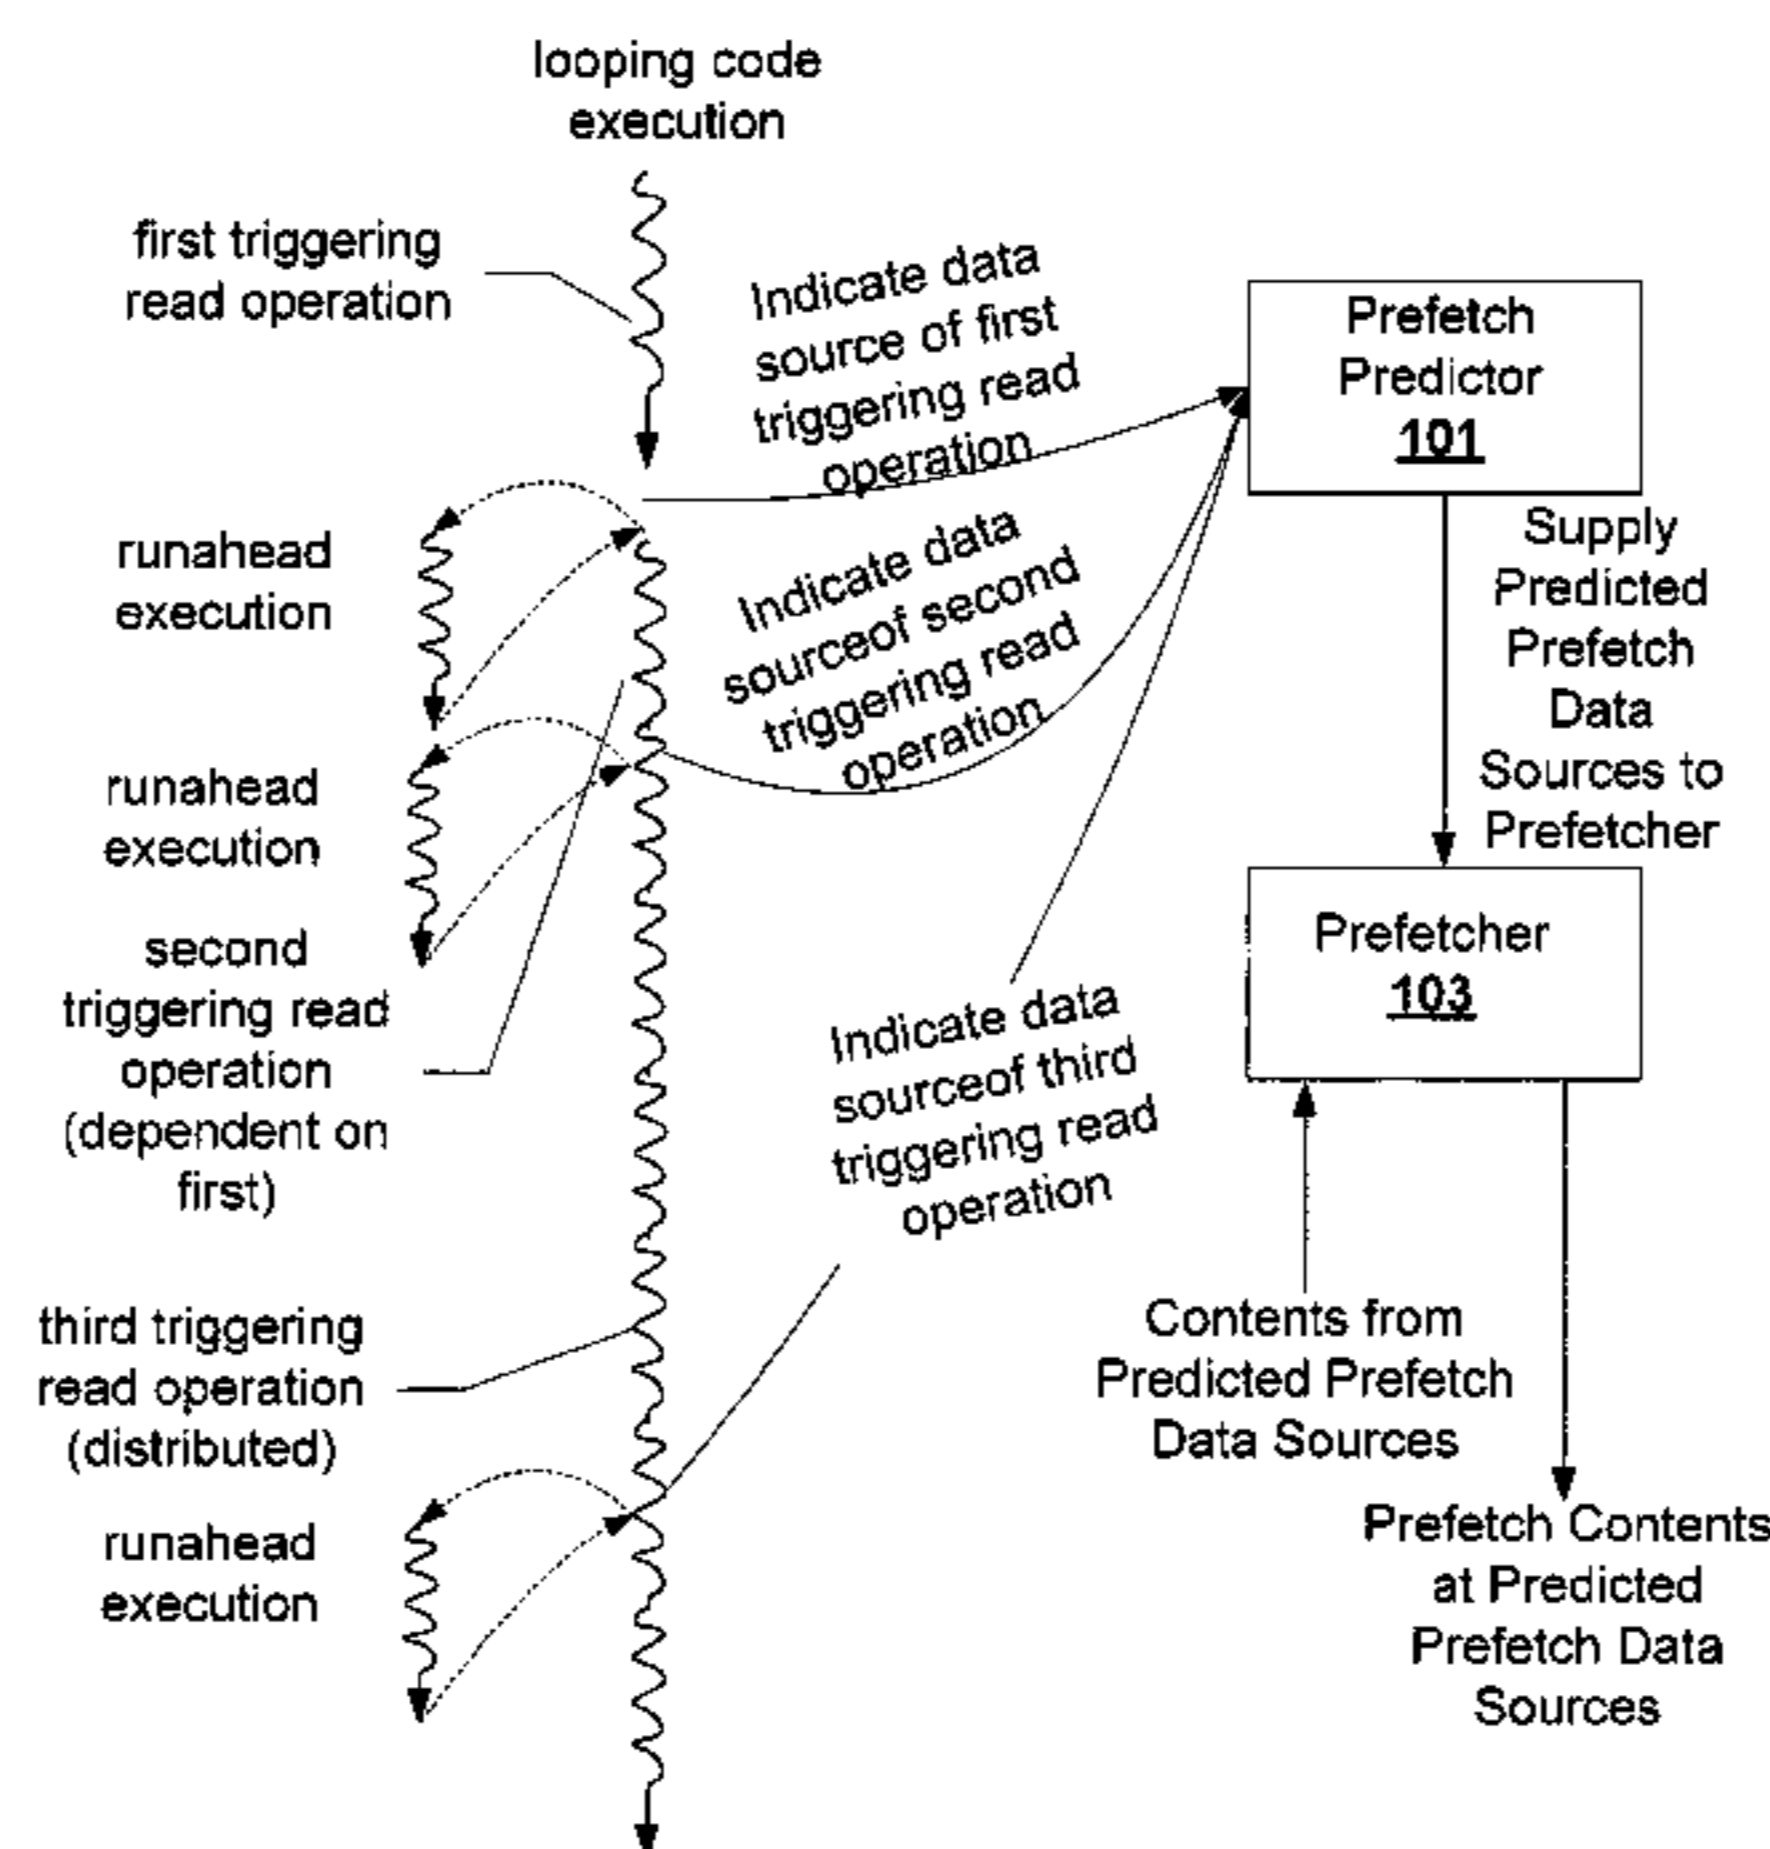 looping code
execution
first triggering
read operation
Indicate data
source of first
triggering read
operation
Prefetch
Predictor
101
runahead
execution
Indicate data
sourceof second
triggering read
operation
Supply
Predicted
Prefetch
Data
Sources to
Prefetcher
runahead
execution
Prefetcher
103
second
triggering read
operation
(dependent on
first)
Indicate data
sourceof third
triggering read
operation
third triggering
read operation
(distributed)
Contents from
Predicted Prefetch
Data Sources
runahead
execution
Prefetch Contents
at Predicted
Prefetch Data
Sources